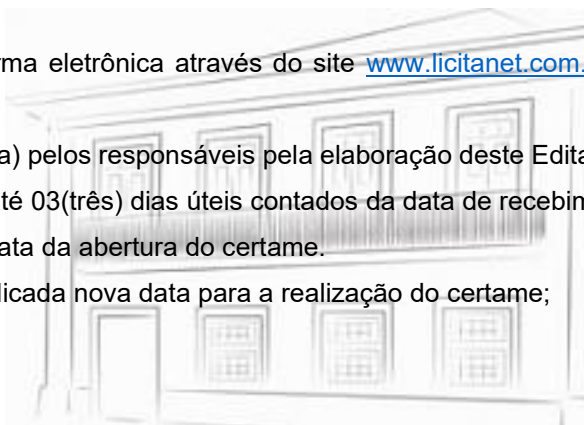 rma eletrônica através do site www.licitanet.com.
a) pelos responsáveis pela elaboração deste Edita
até 03(três) dias úteis contados da data de recebim
ata da abertura do certame.
licada nova data para a realização do certame;